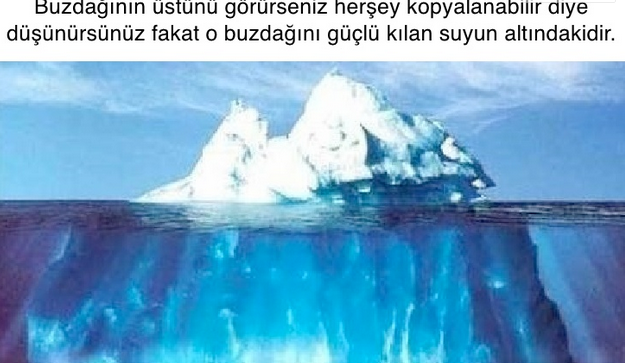 Buzdağının üstünü görürseniz herşey kopyalanabilir diye
düşünürsünüz fakat o buzdağını güçlü kılan suyun altındakidir.